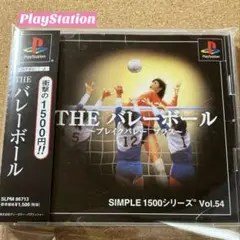 PlayStation
衝撃の1500円!!
THE バレーボール
SLPM 86713
THE バレーボール
～ブレイクバレー プラス～
SIMPLE 1500シリーズ Vol.54